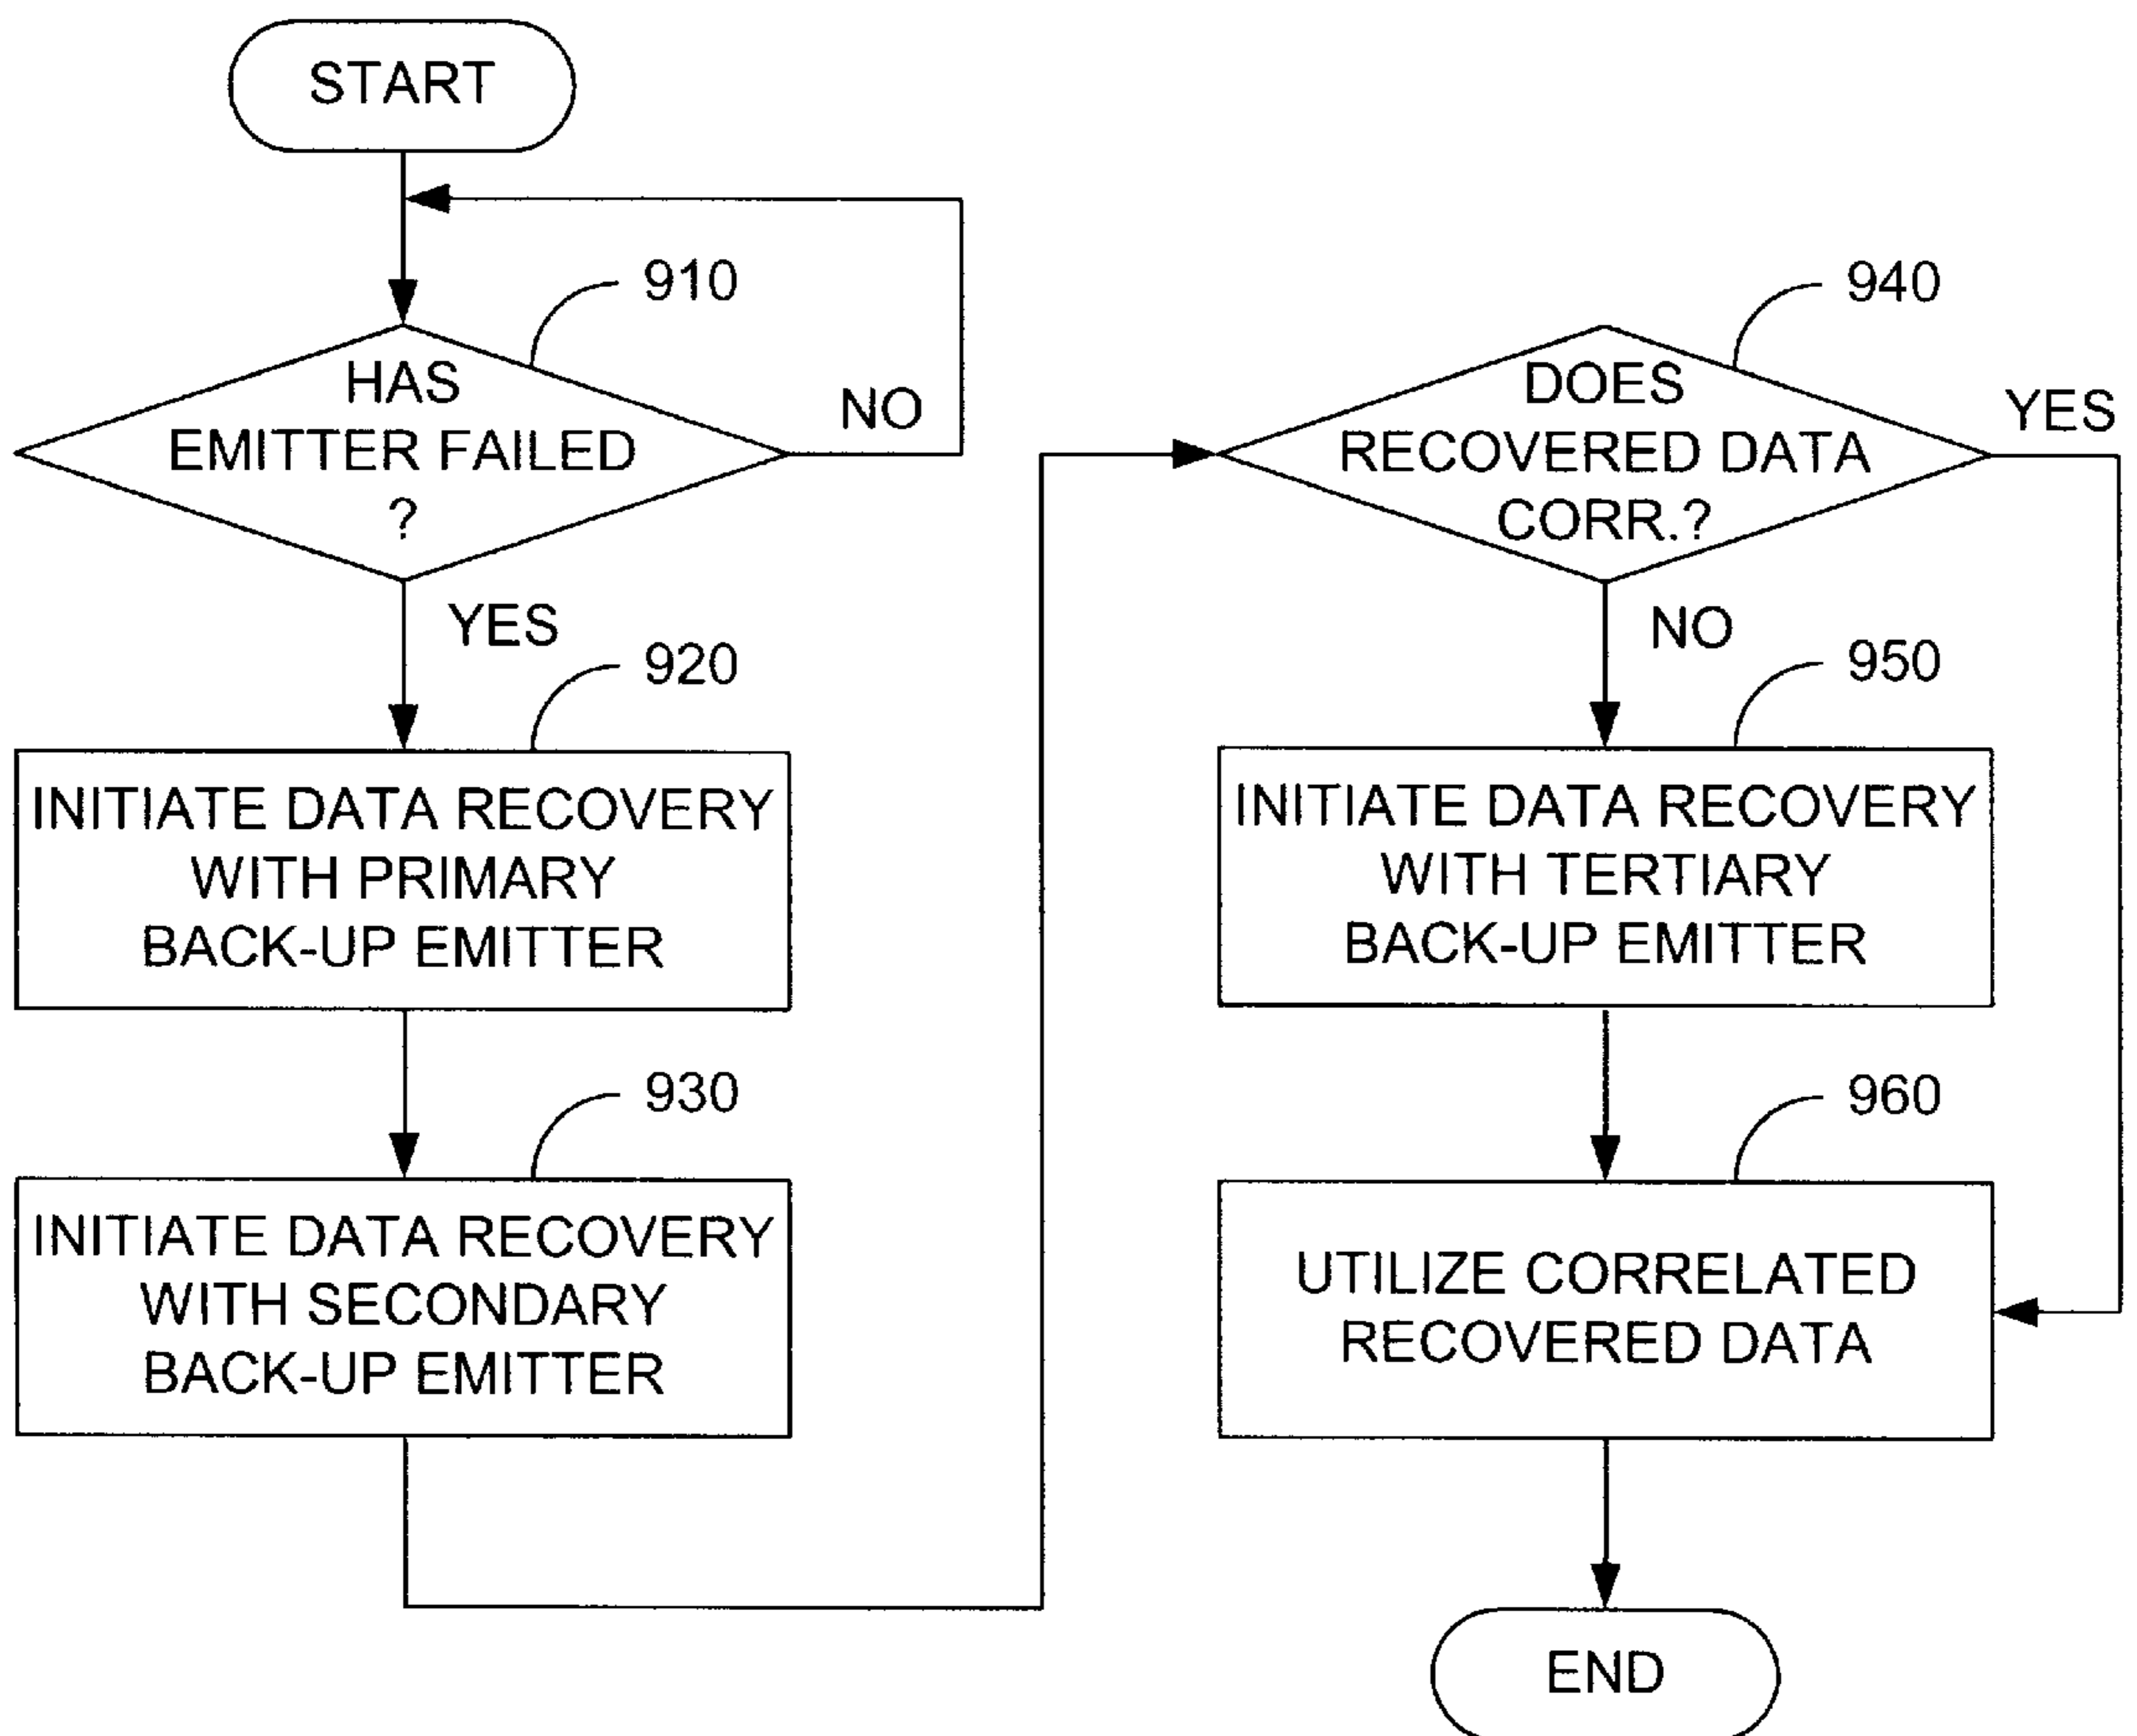 START
910
HAS
EMITTER FAILED
?
NO
YES
920
INITIATE DATA RECOVERY
WITH PRIMARY
BACK-UP EMITTER
930
INITIATE DATA RECOVERY
WITH SECONDARY
BACK-UP EMITTER
940
DOES
RECOVERED DATA
CORR.?
YES
NO
950
INITIATE DATA RECOVERY
WITH TERTIARY
BACK-UP EMITTER
960
UTILIZE CORRELATED
RECOVERED DATA
END